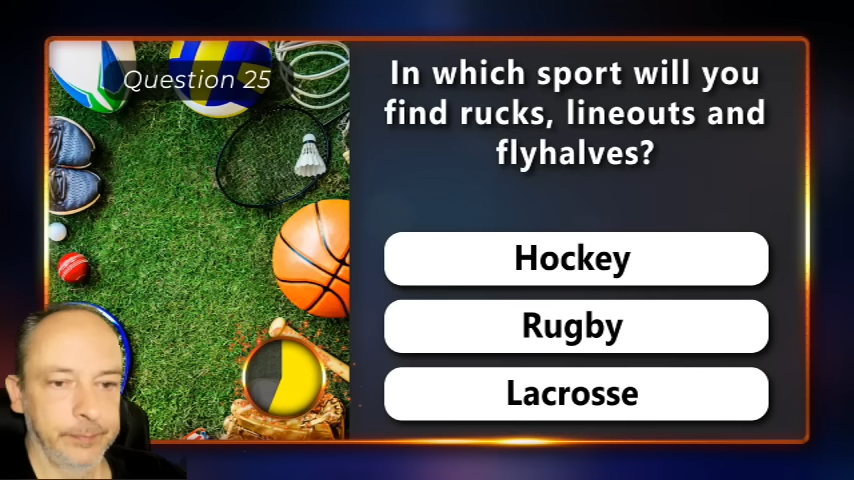 Question 25
In which sport will you
find rucks, lineouts and
flyhalves?
Hockey
Rugby
Lacrosse